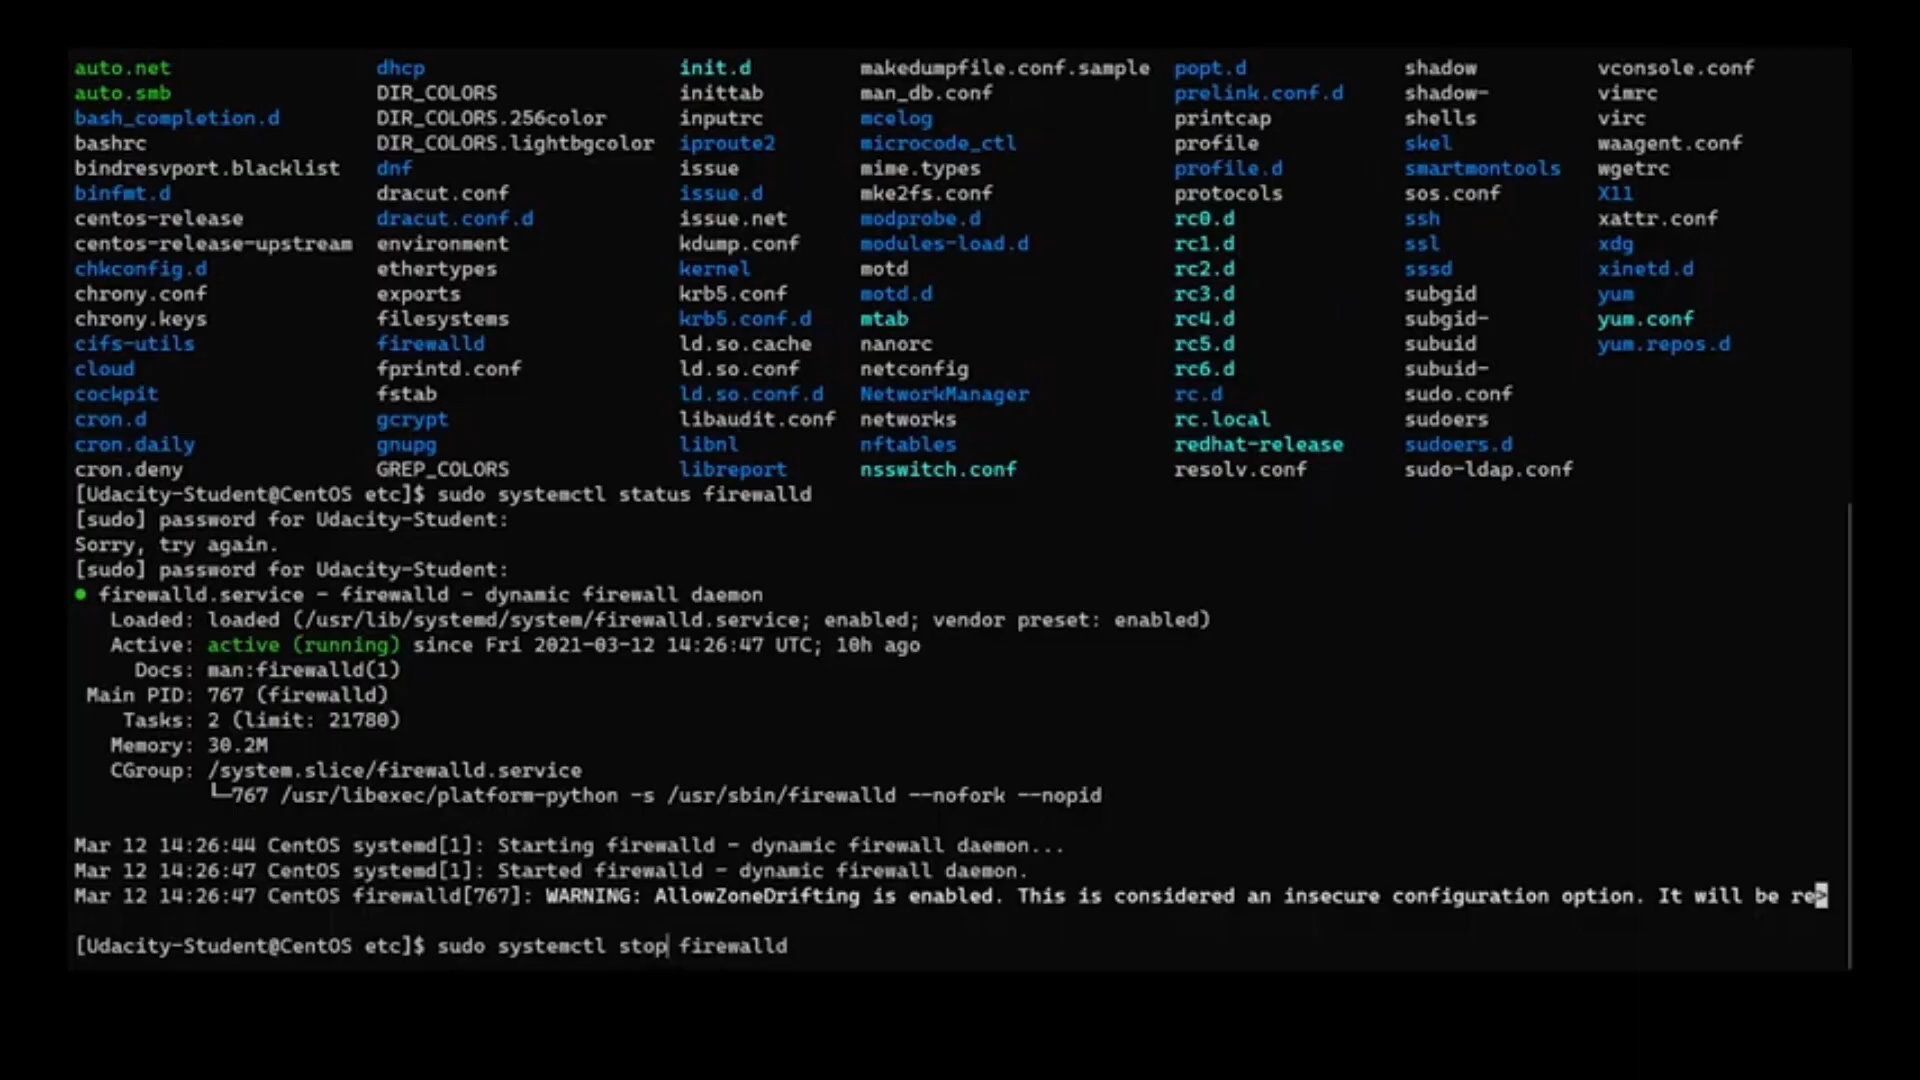 auto.net dhcp init.d makedumpfile.conf.sample popt.d shadow vconsole.conf
auto.smb DIR_COLORS inittab man_db.conf prelink.conf.d shadow- vimrc
bash_completion.d DIR_COLORS.256color inputrc mcelog printcap shells virc
bashrc DIR_COLORS.lightbgcolor iproute2 microcode_ctl profile skel waagent.conf
bindresvport.blacklist dnf issue mime.types profile.d smartmontools wgetrc
binfmt.d dracut.conf issue.d mke2fs.conf protocols sos.conf X11
centos-release dracut.conf.d issue.net modprobe.d rc0.d ssh xattr.conf
centos-release-upstream environment kdump.conf modules-load.d rc1.d ssl xdg
chkconfig.d ethertypes kernel motd rc2.d sssd xinetd.d
chrony.conf exports krb5.conf motd.d rc3.d subgid yum
chrony.keys filesystems krb5.conf.d mtab rc4.d subgid- yum.conf
cifs-utils firewalld ld.so.cache nanorc rc5.d subuid yum.repos.d
cloud fprintd.conf ld.so.conf netconfig rc6.d subuid-
cockpit fstab ld.so.conf.d NetworkManager rc.d sudo.conf
cron.d gcrypt libaudit.conf networks rc.local sudoers
cron.daily gnupg libnl nftables redhat-release sudoers.d
cron.deny GREP_COLORS libreport nsswitch.conf resolv.conf sudo-ldap.conf
[Udacity-Student@CentOS etc]$ sudo systemctl status firewalld
[sudo] password for Udacity-Student:
Sorry, try again.
[sudo] password for Udacity-Student:
● firewalld.service - firewalld - dynamic firewall daemon
Loaded: loaded (/usr/lib/systemd/system/firewalld.service; enabled; vendor preset: enabled)
Active: active (running) since Fri 2021-03-12 14:26:47 UTC; 10h ago
Docs: man:firewalld(1)
Main PID: 767 (firewalld)
Tasks: 2 (limit: 21780)
Memory: 30.2M
CGroup: /system.slice/firewalld.service
└─767 /usr/libexec/platform-python -s /usr/sbin/firewalld --nofork --nopid
Mar 12 14:26:44 CentOS systemd[1]: Starting firewalld - dynamic firewall daemon...
Mar 12 14:26:47 CentOS systemd[1]: Started firewalld - dynamic firewall daemon.
Mar 12 14:26:47 CentOS firewalld[767]: WARNING: AllowZoneDrifting is enabled. This is considered an insecure configuration option. It will be re>
[Udacity-Student@CentOS etc]$ sudo systemctl stop firewalld